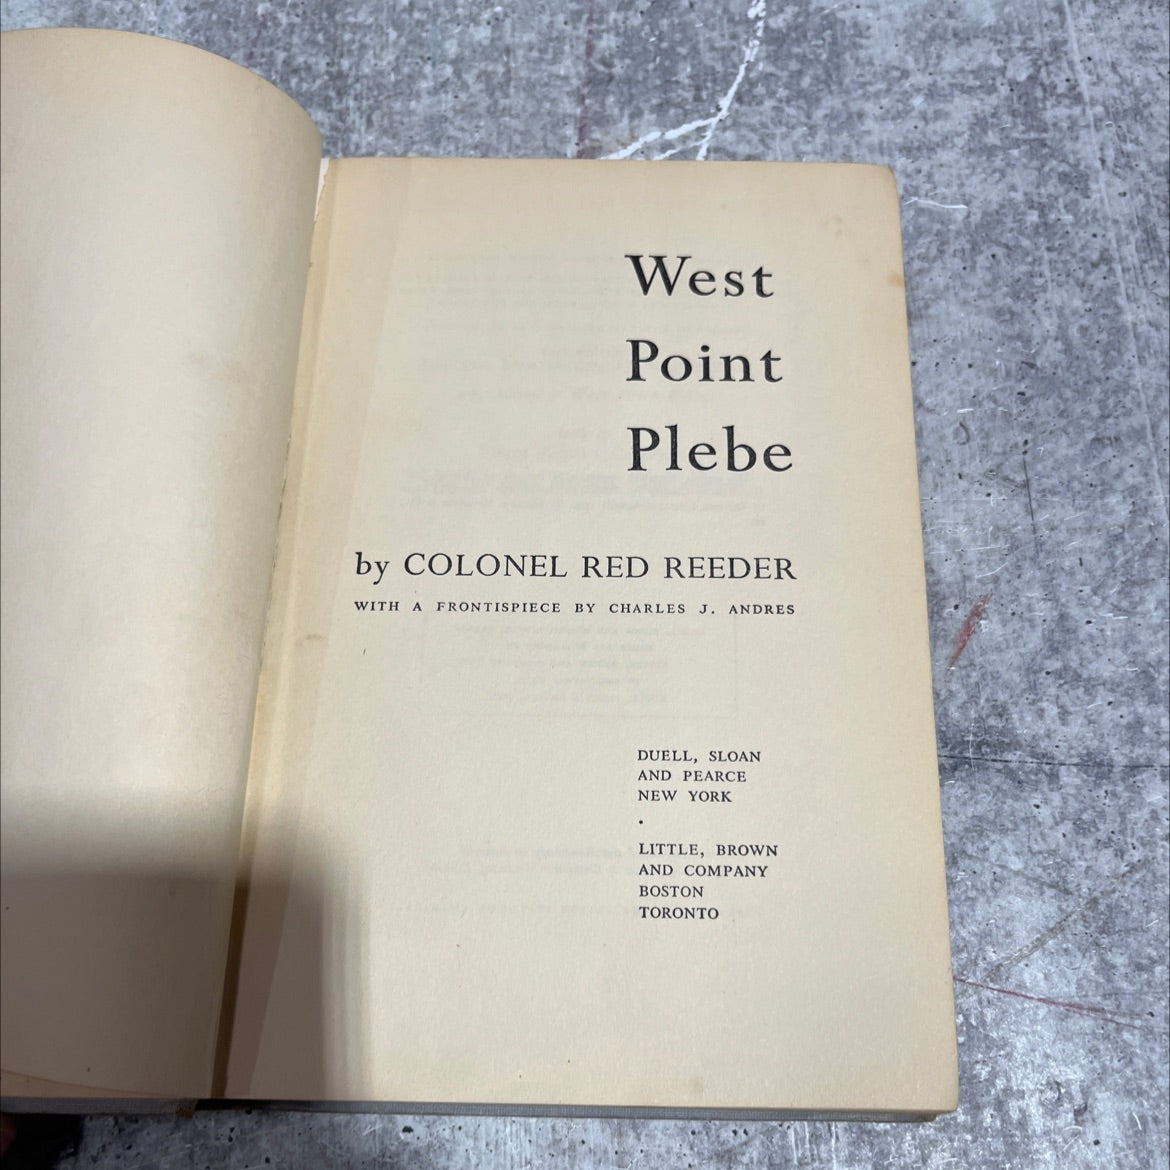 West
Point
Plebe
by COLONEL RED REEDER
WITH A FRONTISPIECE BY CHARLES J. ANDRES
DUELL, SLOAN
AND PEARCE
NEW YORK
•
LITTLE, BROWN
AND COMPANY
BOSTON
TORONTO